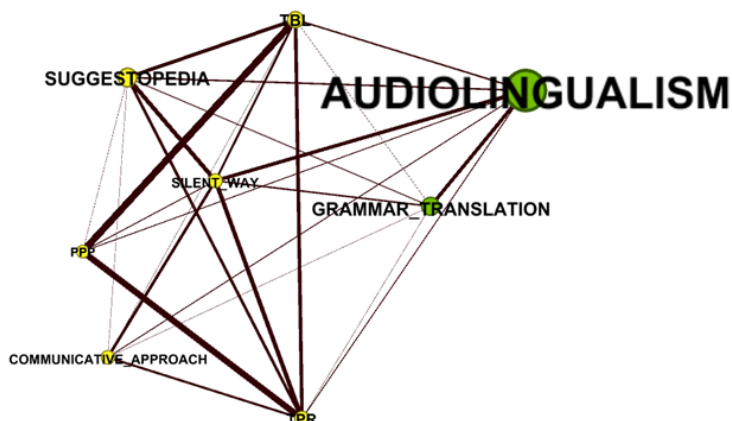 TBL
SUGGESTOPEDIA
AUDIOLINGUALISM
SILENT_WAY
GRAMMAR_TRANSLATION
PPP
COMMUNICATIVE_APPROACH
TPR